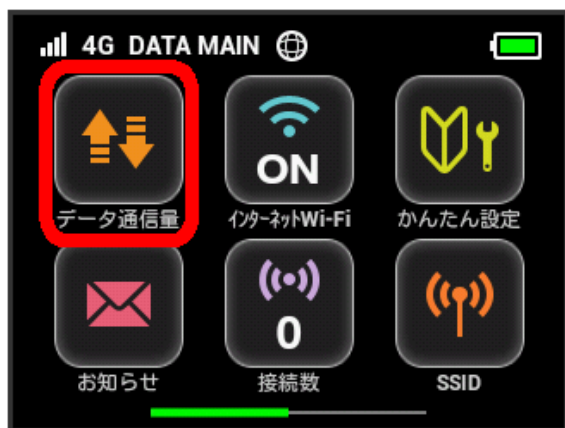 4G DATA MAIN
ON
データ通信量 インターネットWi-Fi かんたん設定
0
お知らせ 接続数 SSID